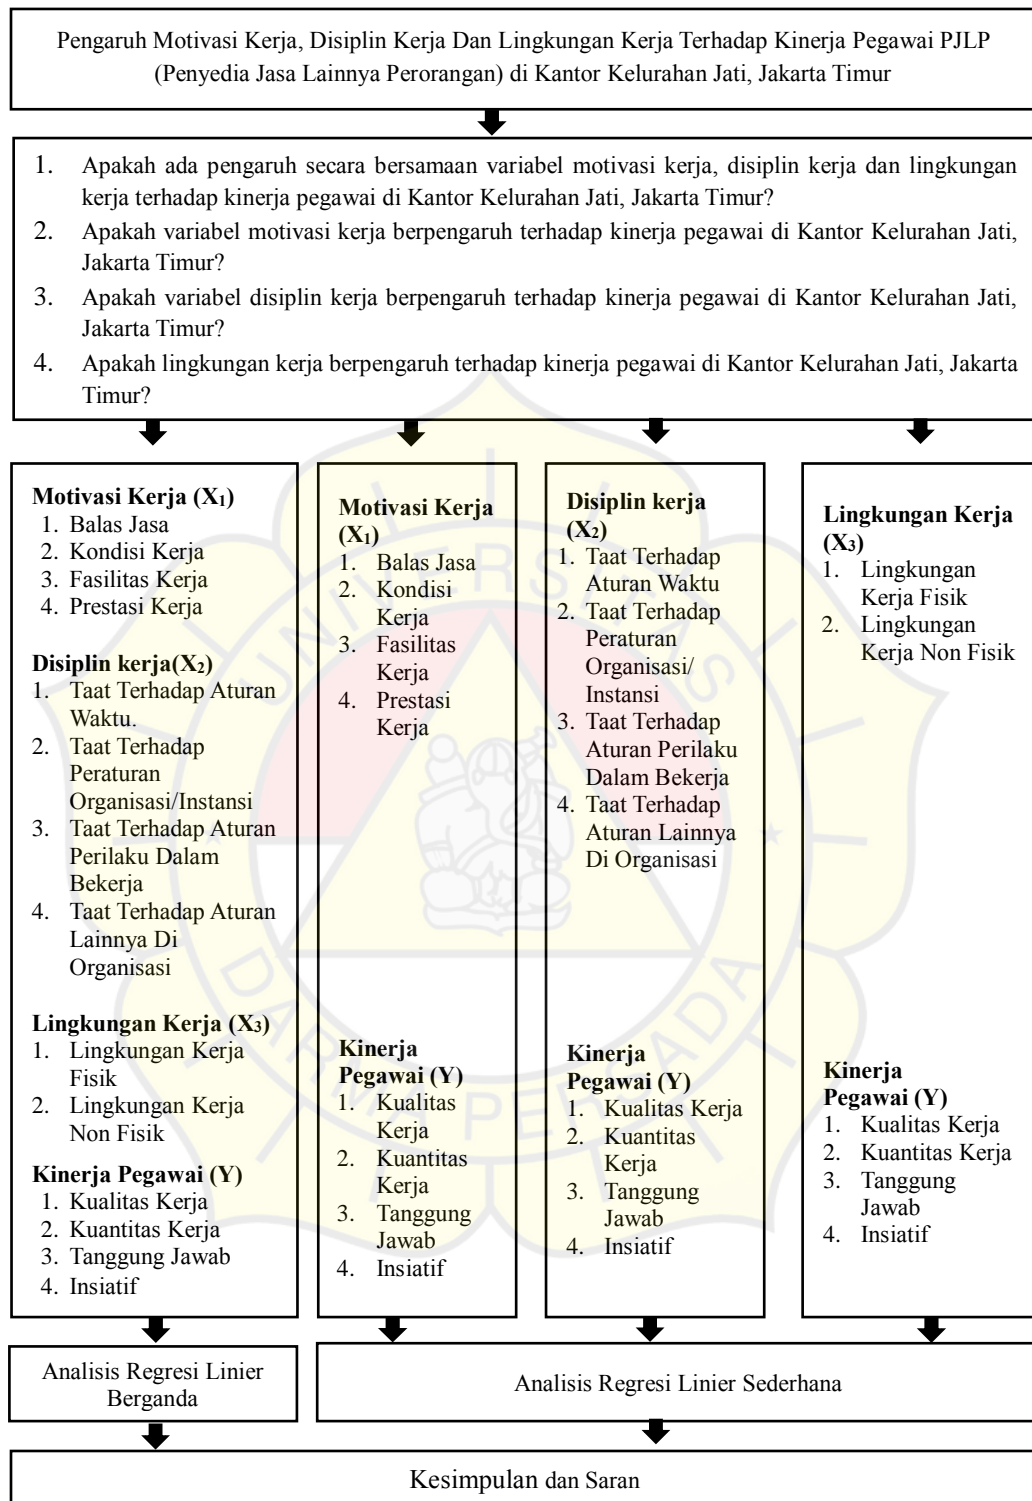 Pengaruh Motivasi Kerja, Disiplin Kerja Dan Lingkungan Kerja Terhadap Kinerja Pegawai PJLP
(Penyedia Jasa Lainnya Perorangan) di Kantor Kelurahan Jati, Jakarta Timur
1. Apakah ada pengaruh secara bersamaan variabel motivasi kerja, disiplin kerja dan lingkungan
kerja terhadap kinerja pegawai di Kantor Kelurahan Jati, Jakarta Timur?
2. Apakah variabel motivasi kerja berpengaruh terhadap kinerja pegawai di Kantor Kelurahan Jati,
Jakarta Timur?
3. Apakah variabel disiplin kerja berpengaruh terhadap kinerja pegawai di Kantor Kelurahan Jati,
Jakarta Timur?
4. Apakah lingkungan kerja berpengaruh terhadap kinerja pegawai di Kantor Kelurahan Jati, Jakarta
Timur?
Motivasi Kerja (X₁)
1. Balas Jasa
2. Kondisi Kerja
3. Fasilitas Kerja
4. Prestasi Kerja
Disiplin kerja(X₂)
1. Taat Terhadap Aturan
Waktu.
2. Taat Terhadap
Peraturan
Organisasi/Instansi
3. Taat Terhadap Aturan
Perilaku Dalam
Bekerja
4. Taat Terhadap Aturan
Lainnya Di
Organisasi
Lingkungan Kerja (X₃)
1. Lingkungan Kerja
Fisik
2. Lingkungan Kerja
Non Fisik
Kinerja Pegawai (Y)
1. Kualitas Kerja
2. Kuantitas Kerja
3. Tanggung Jawab
4. Insiatif
Motivasi Kerja
(X₁)
1. Balas Jasa
2. Kondisi
Kerja
3. Fasilitas
Kerja
4. Prestasi
Kerja
Kinerja
Pegawai (Y)
1. Kualitas
Kerja
2. Kuantitas
Kerja
3. Tanggung
Jawab
4. Insiatif
Disiplin kerja
(X₂)
1. Taat Terhadap
Aturan Waktu
2. Taat Terhadap
Peraturan
Organisasi/
Instansi
3. Taat Terhadap
Aturan Perilaku
Dalam Bekerja
4. Taat Terhadap
Aturan Lainnya
Di Organisasi
Kinerja
Pegawai (Y)
1. Kualitas Kerja
2. Kuantitas
Kerja
3. Tanggung
Jawab
4. Insiatif
Lingkungan Kerja
(X₃)
1. Lingkungan
Kerja Fisik
2. Lingkungan
Kerja Non Fisik
Kinerja
Pegawai (Y)
1. Kualitas Kerja
2. Kuantitas Kerja
3. Tanggung
Jawab
4. Insiatif
Analisis Regresi Linier
Berganda
Analisis Regresi Linier Sederhana
Kesimpulan dan Saran
UNIVERSITAS
DARMA PERSADA